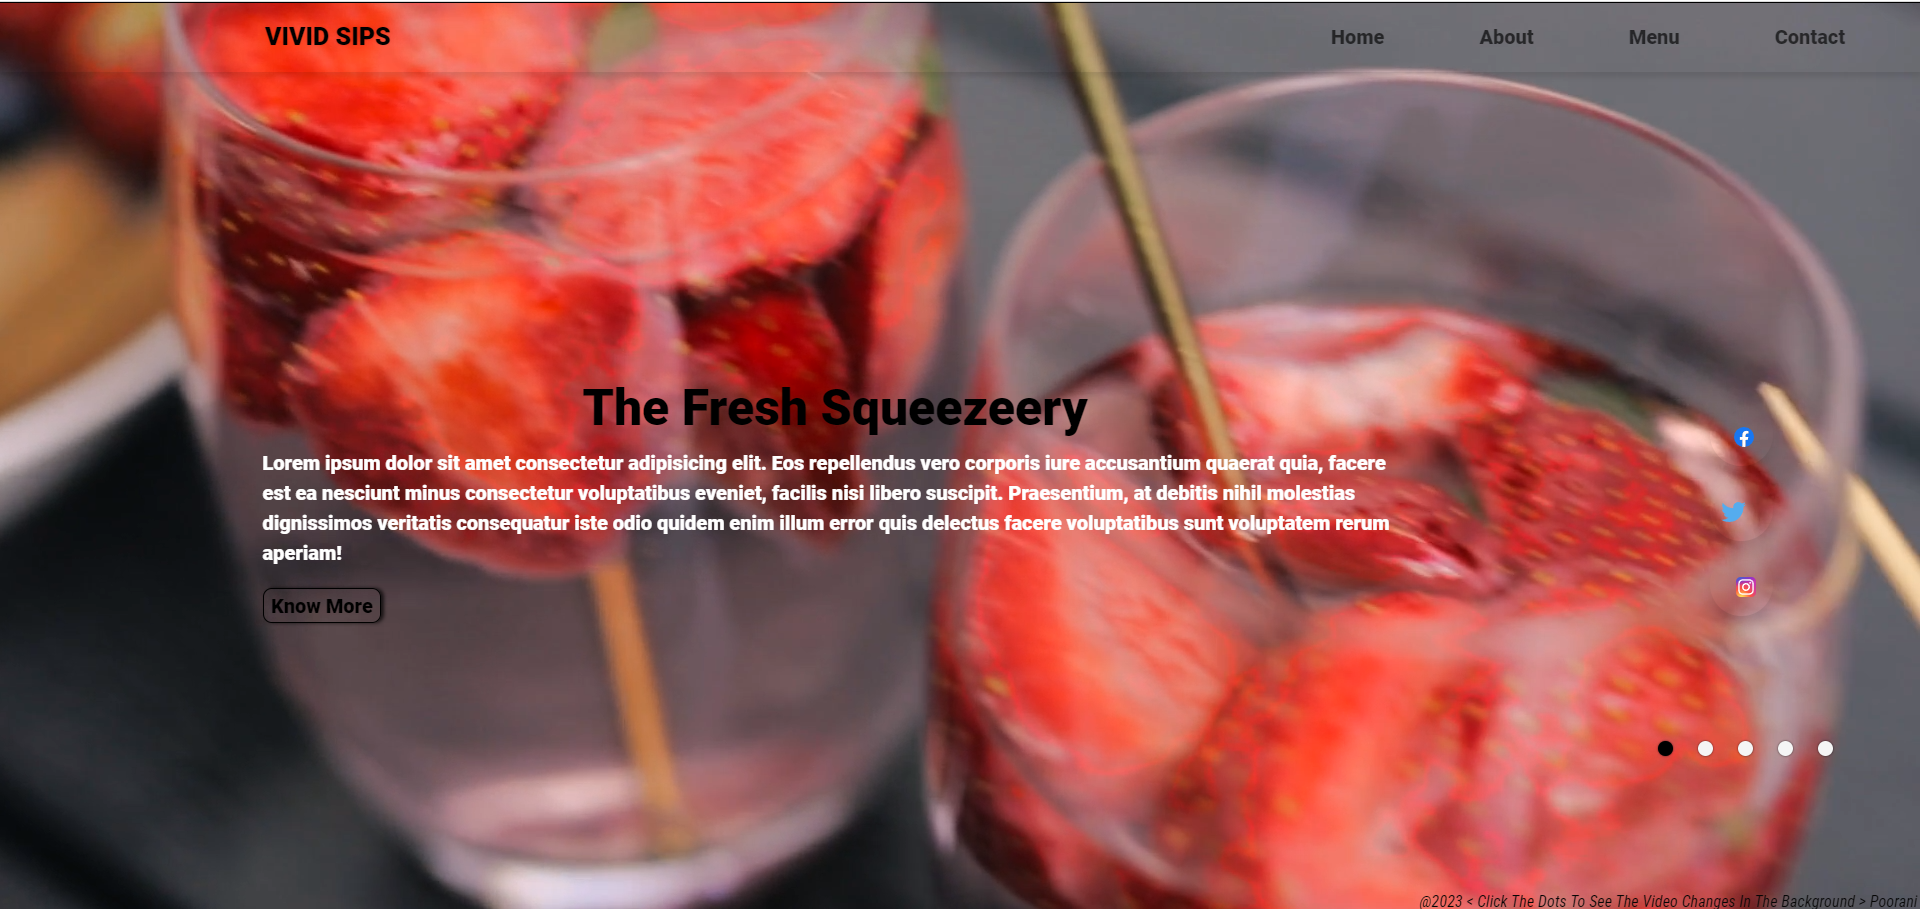 VIVID SIPS
Home About Menu Contact
The Fresh Squeezeery
Lorem ipsum dolor sit amet consectetur adipisicing elit. Eos repellendus vero corporis iure accusantium quaerat quia, facere
est ea nesciunt minus consectetur voluptatibus eveniet, facilis nisi libero suscipit. Praesentium, at debitis nihil molestias
dignissimos veritatis consequatur iste odio quidem enim illum error quis delectus facere voluptatibus sunt voluptatem rerum
aperiam!
Know More
@2023 < Click The Dots To See The Video Changes In The Background > Poorani